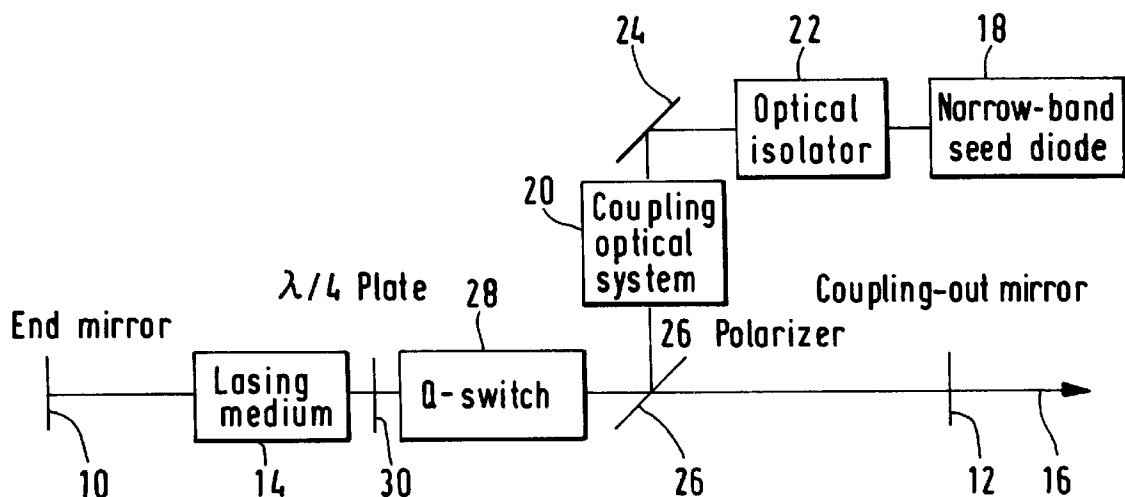 24
22
18
Optical
isolator
Narrow-band
seed diode
20
Coupling
optical
system
λ/4 Plate
28
Coupling-out mirror
End mirror
26 Polarizer
Lasing
medium
Q-switch
10
14
30
26
12
16